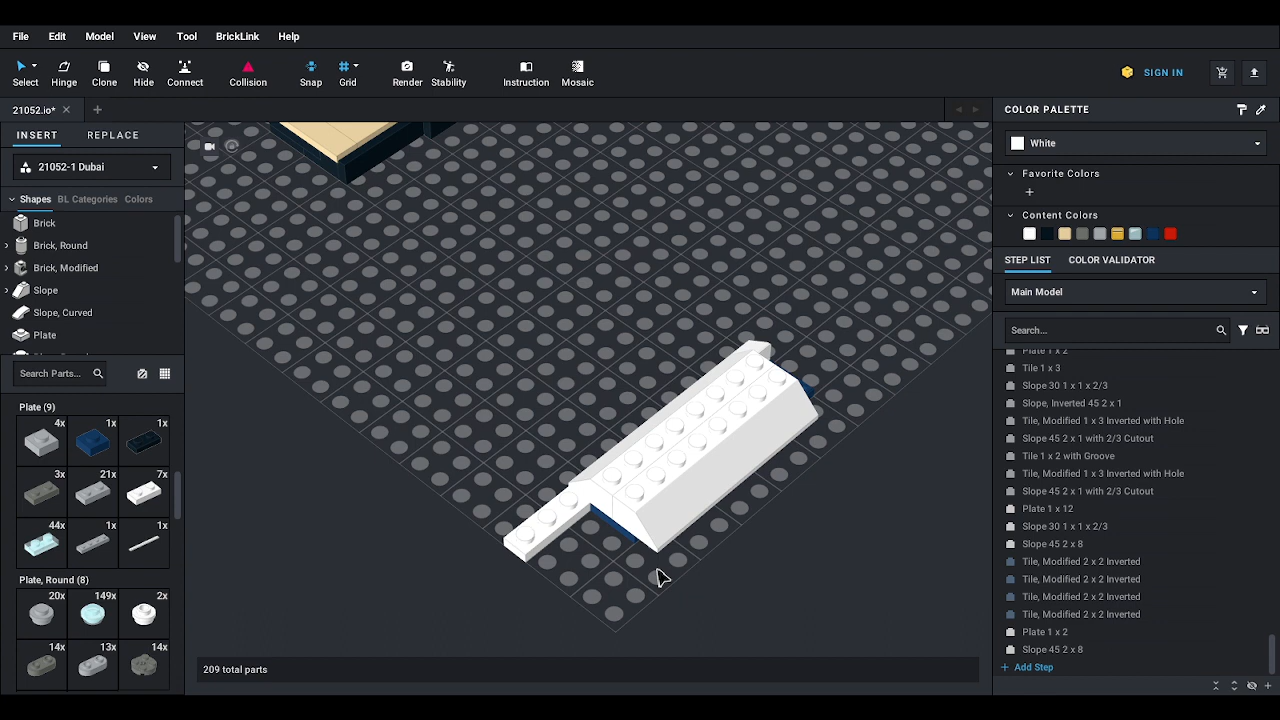 File Edit Model View Tool BrickLink Help
Select Hinge Clone Hide Connect Collision Snap Grid Render Stability Instruction Mosaic SIGN IN
21052.io*
INSERT REPLACE
21052-1 Dubai
Shapes BL Categories Colors
Brick
Brick, Round
Brick, Modified
Slope
Slope, Curved
Plate
Search Parts...
Plate (9)
4x 1x 1x
3x 21x 7x
44x 1x 1x
Plate, Round (8)
20x 149x 2x
14x 13x 14x
209 total parts
COLOR PALETTE
White
Favorite Colors
+
Content Colors
STEP LIST COLOR VALIDATOR
Main Model
Search...
Plate 1 x 2
Tile 1 x 3
Slope 30 1 x 1 x 2/3
Slope, Inverted 45 2 x 1
Tile, Modified 1 x 3 Inverted with Hole
Slope 45 2 x 1 with 2/3 Cutout
Tile 1 x 2 with Groove
Tile, Modified 1 x 3 Inverted with Hole
Slope 45 2 x 1 with 2/3 Cutout
Plate 1 x 12
Slope 30 1 x 1 x 2/3
Slope 45 2 x 8
Tile, Modified 2 x 2 Inverted
Tile, Modified 2 x 2 Inverted
Tile, Modified 2 x 2 Inverted
Tile, Modified 2 x 2 Inverted
Plate 1 x 2
Slope 45 2 x 8
+ Add Step